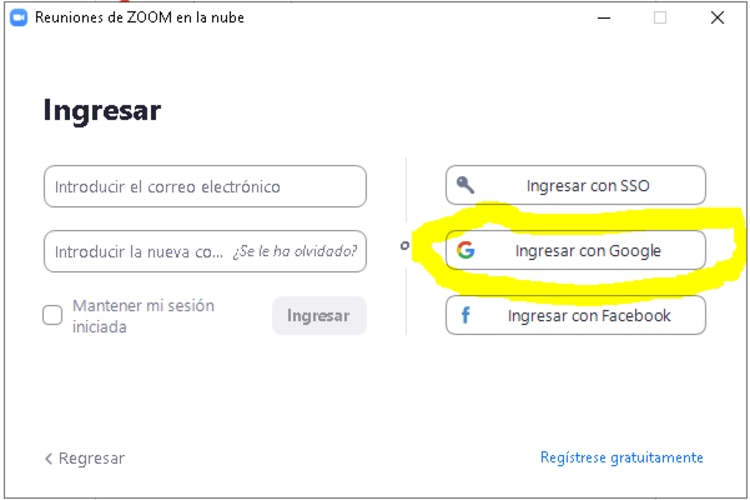 Reuniones de ZOOM en la nube
Ingresar
Introducir el correo electrónico
Introducir la nueva co... ¿Se le ha olvidado?
Mantener mi sesión
iniciada
Ingresar
o
Ingresar con SSO
Ingresar con Google
Ingresar con Facebook
Regresar
Regístrese gratuitamente